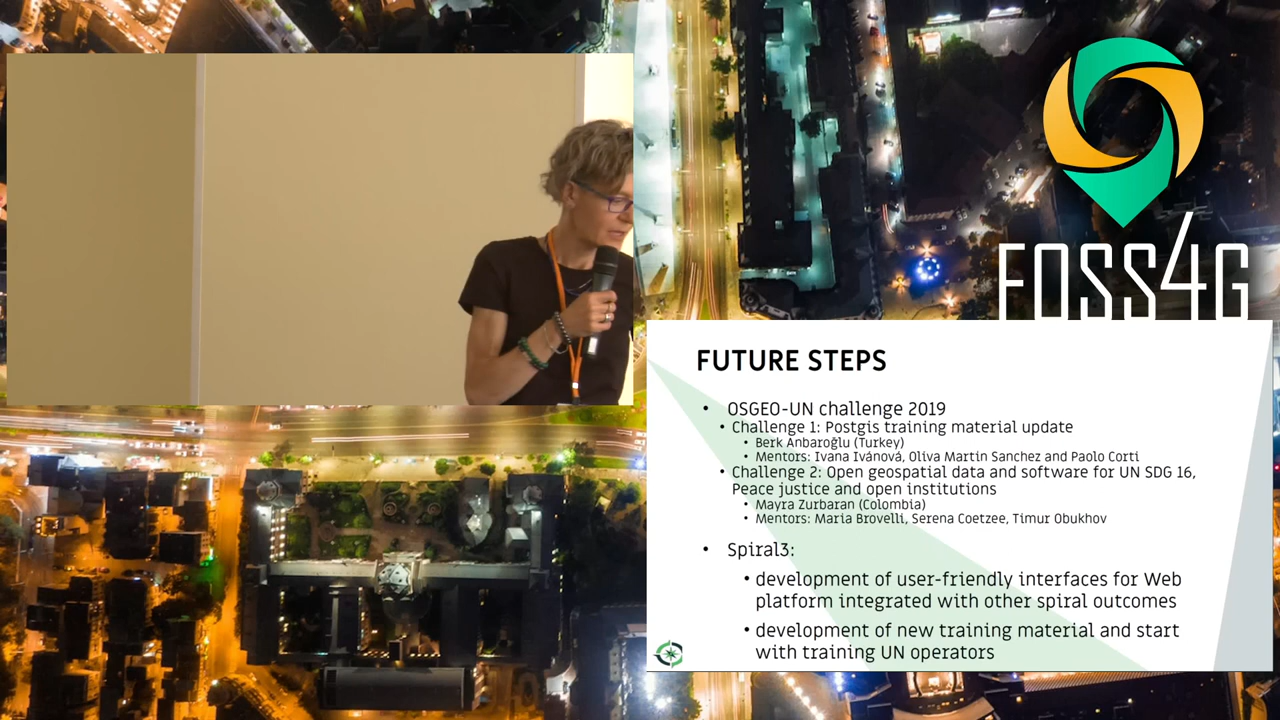 FOSS4G
FUTURE STEPS
• OSGEO-UN challenge 2019
• Challenge 1: Postgis training material update
• Berk Anbaroğlu (Turkey)
• Mentors: Ivana Ivánová, Oliva Martin Sanchez and Paolo Corti
• Challenge 2: Open geospatial data and software for UN SDG 16,
Peace justice and open institutions
• Mayra Zurbaran (Colombia)
• Mentors: Maria Brovelli, Serena Coetzee, Timur Obukhov
• Spiral3:
• development of user-friendly interfaces for Web
platform integrated with other spiral outcomes
• development of new training material and start
with training UN operators